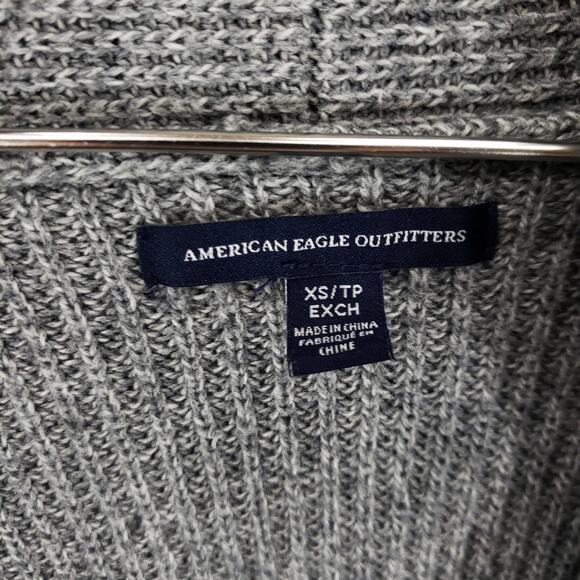 AMERICAN EAGLE OUTFITTERS
XS/TP
EXCH
MADE IN CHINA
FABRIQUÉ EN
CHINE